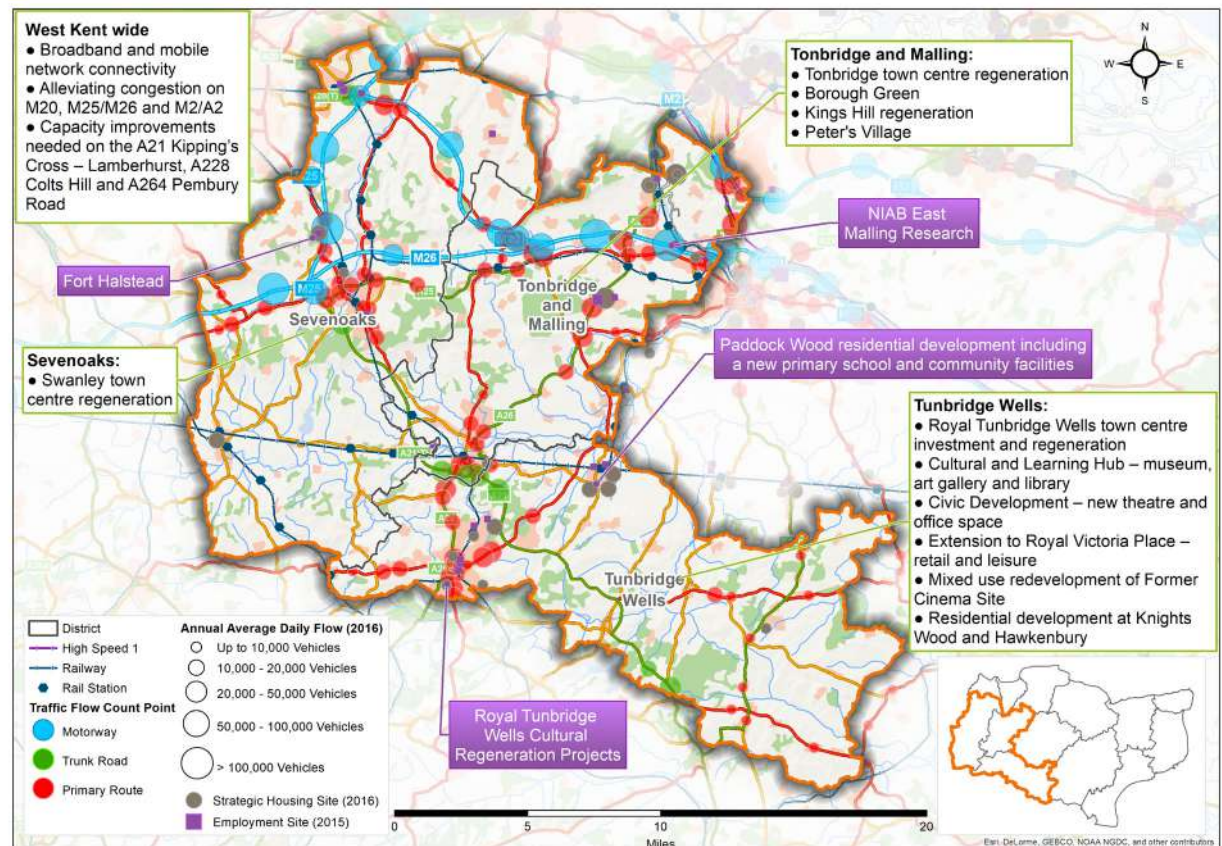 West Kent wide
● Broadband and mobile
network connectivity
● Alleviating congestion on
M20, M25/M26 and M2/A2
● Capacity improvements
needed on the A21 Kipping's
Cross – Lamberhurst, A228
Colts Hill and A264 Pembury
Road
Tonbridge and Malling:
● Tonbridge town centre regeneration
● Borough Green
● Kings Hill regeneration
● Peter's Village
N
W
E
S
M2
NIAB East
Malling Research
Fort Halstead
M26
M25
A25
Sevenoaks
Tonbridge
and
Malling
Sevenoaks:
● Swanley town
centre regeneration
Paddock Wood residential development including
a new primary school and community facilities
A26
Tunbridge Wells:
● Royal Tunbridge Wells town centre
investment and regeneration
● Cultural and Learning Hub – museum,
art gallery and library
● Civic Development – new theatre and
office space
● Extension to Royal Victoria Place –
retail and leisure
● Mixed use redevelopment of Former
Cinema Site
● Residential development at Knights
Wood and Hawkenbury
Tunbridge
Wells
Royal Tunbridge
Wells Cultural
Regeneration Projects
District
High Speed 1
Railway
Rail Station
Traffic Flow Count Point
Motorway
Trunk Road
Primary Route
Annual Average Daily Flow (2016)
Up to 10,000 Vehicles
10,000 - 20,000 Vehicles
20,000 - 50,000 Vehicles
50,000 - 100,000 Vehicles
> 100,000 Vehicles
Strategic Housing Site (2016)
Employment Site (2015)
0 5 10 20
Miles
Esri, DeLorme, GEBCO, NOAA NGDC, and other contributors